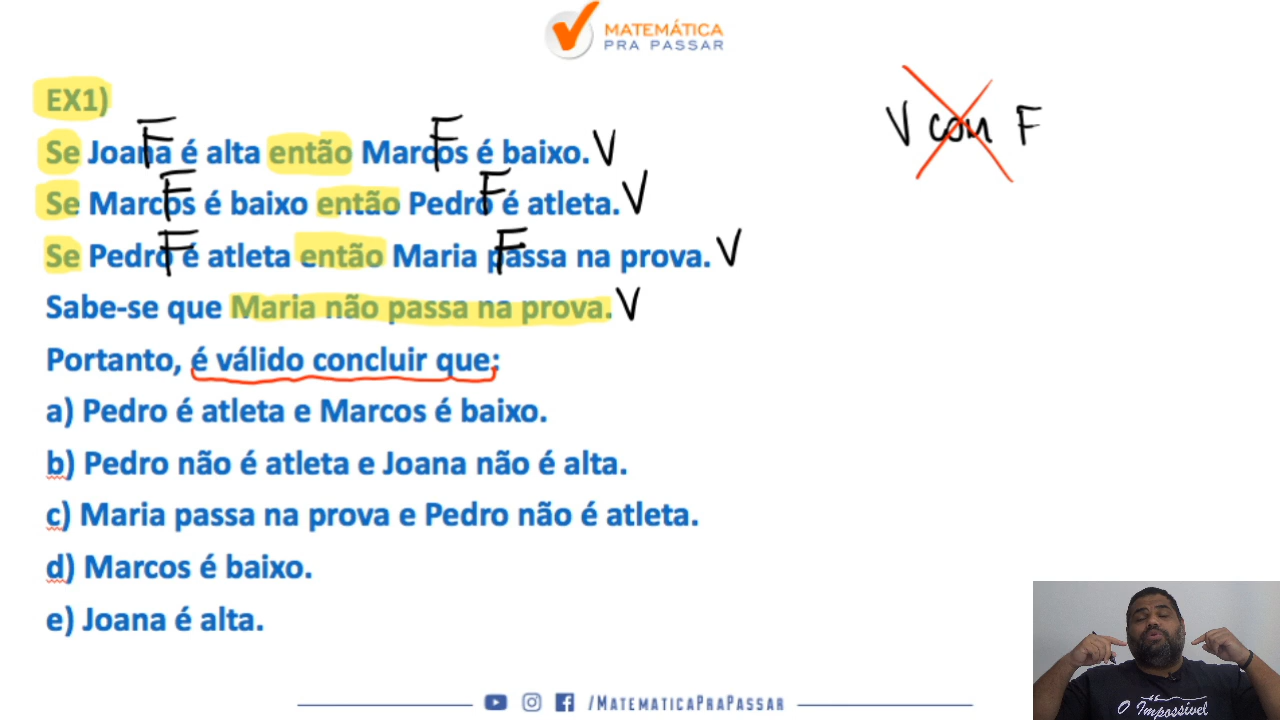 MATEMÁTICA
PRA PASSAR
EX1)
V com F
Se Joana é alta então Marcos é baixo. V
F F
Se Marcos é baixo então Pedro é atleta. V
F F
Se Pedro é atleta então Maria passa na prova. V
F F
Sabe-se que Maria não passa na prova. V
Portanto, é válido concluir que:
a) Pedro é atleta e Marcos é baixo.
b) Pedro não é atleta e Joana não é alta.
c) Maria passa na prova e Pedro não é atleta.
d) Marcos é baixo.
e) Joana é alta.
O Impossível
/MatematicaPraPassar